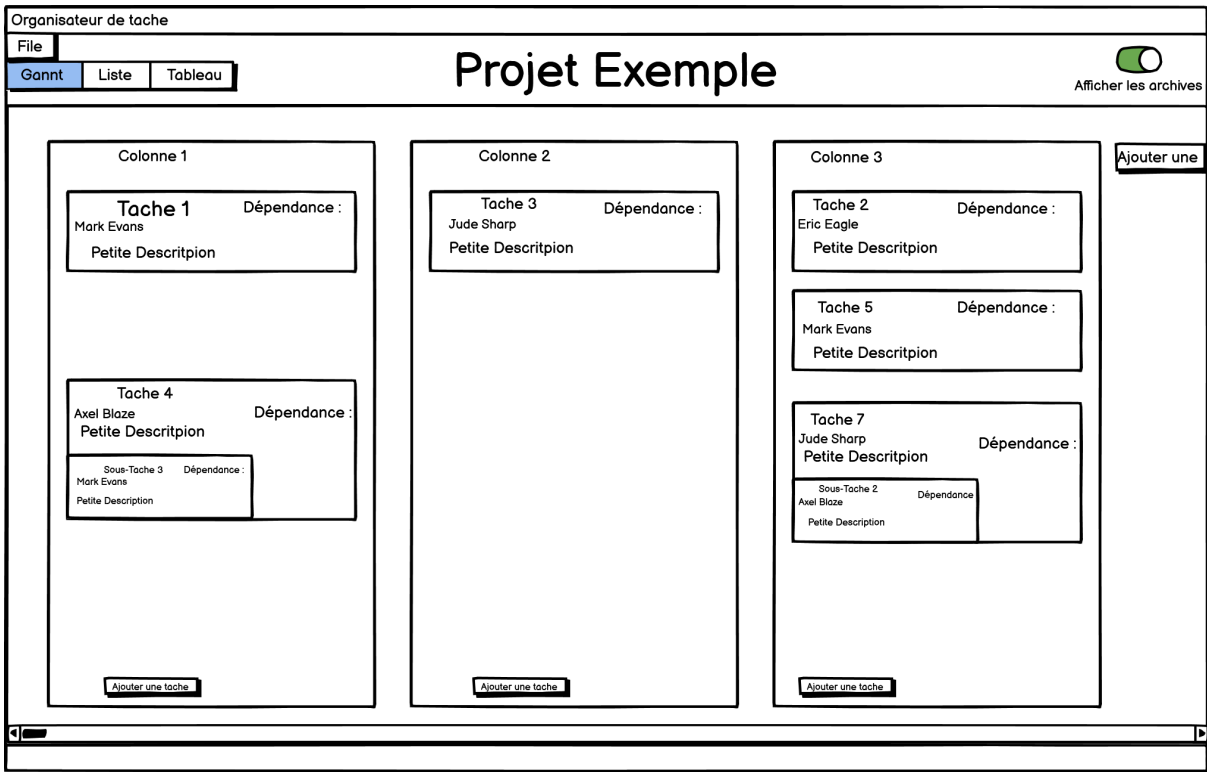 Organisateur de tache
File
Gannt Liste Tableau
Projet Exemple
Afficher les archives
Colonne 1
Tache 1 Dépendance :
Mark Evans
Petite Descritpion
Tache 4
Axel Blaze Dépendance :
Petite Descritpion
Sous-Tache 3 Dépendance :
Mark Evans
Petite Description
Ajouter une tache
Colonne 2
Tache 3 Dépendance :
Jude Sharp
Petite Descritpion
Ajouter une tache
Colonne 3
Tache 2 Dépendance :
Eric Eagle
Petite Descritpion
Tache 5 Dépendance :
Mark Evans
Petite Descritpion
Tache 7
Jude Sharp Dépendance :
Petite Descritpion
Sous-Tache 2 Dépendance
Axel Blaze
Petite Description
Ajouter une tache
Ajouter une